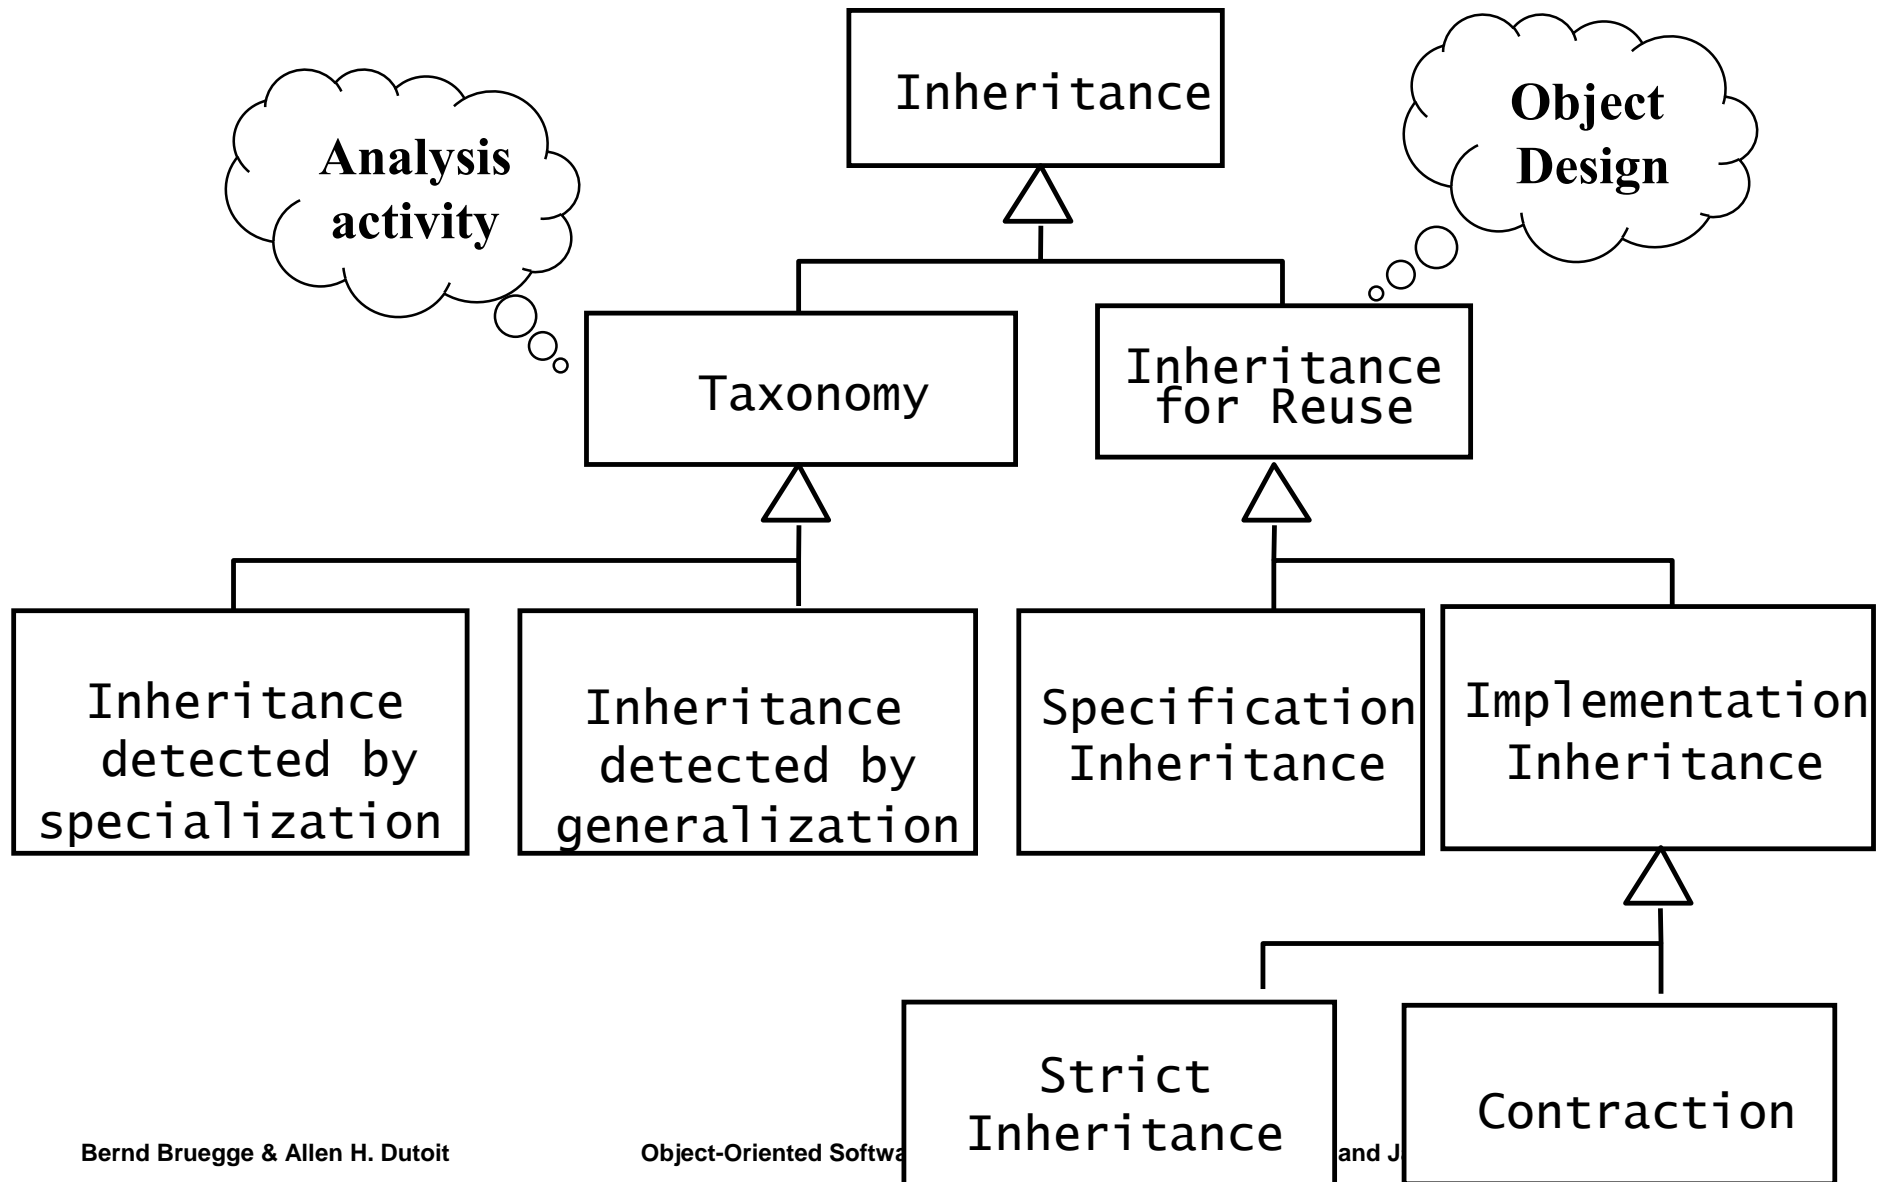 Inheritance
Analysis
activity
Object
Design
Taxonomy
Inheritance
for Reuse
Inheritance
detected by
specialization
Inheritance
detected by
generalization
Specification
Inheritance
Implementation
Inheritance
Strict
Inheritance
Contraction
Bernd Bruegge & Allen H. Dutoit
Object-Oriented
and